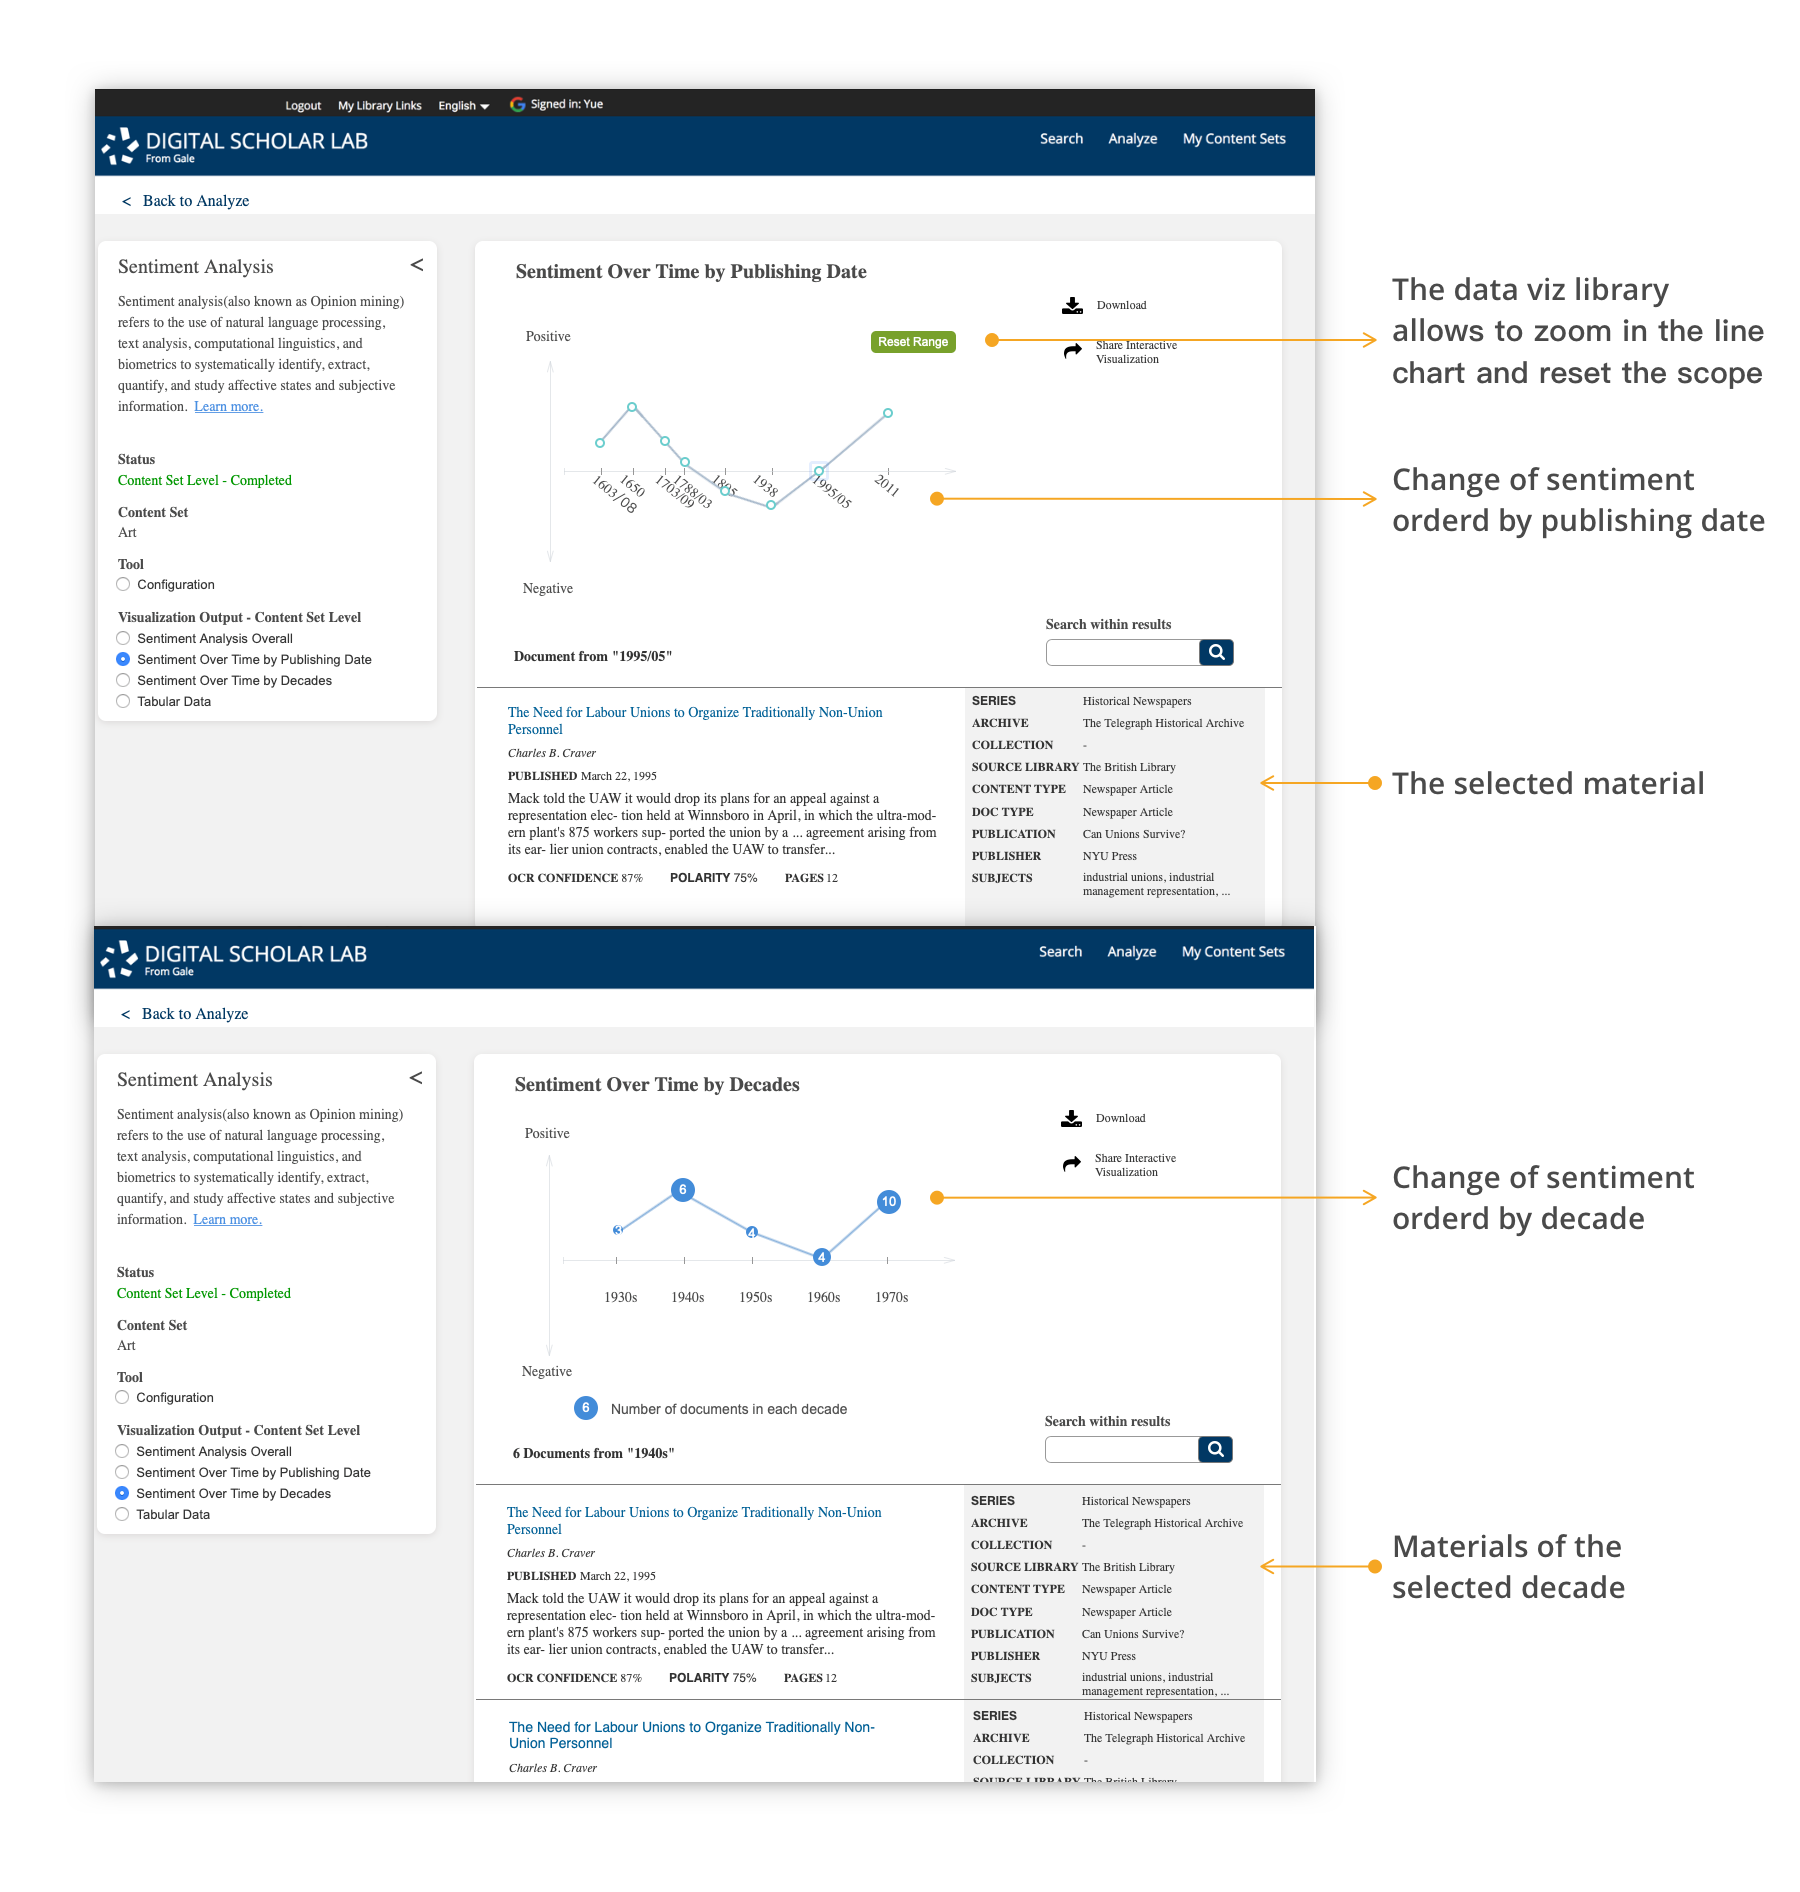 Logout My Library Links English Signed in: Yue
DIGITAL SCHOLAR LAB
From Gale
Search Analyze My Content Sets
< Back to Analyze
Sentiment Analysis <
Sentiment analysis(also known as Opinion mining)
refers to the use of natural language processing,
text analysis, computational linguistics, and
biometrics to systematically identify, extract,
quantify, and study affective states and subjective
information. Learn more.
Status
Content Set Level - Completed
Content Set
Art
Tool
Configuration
Visualization Output - Content Set Level
Sentiment Analysis Overall
Sentiment Over Time by Publishing Date
Sentiment Over Time by Decades
Tabular Data
Sentiment Over Time by Publishing Date
Download
Share Interactive
Visualization
Positive
Reset Range
1603/08
1650
1703/09
1788/03
1895
1938
1995/05
2011
Negative
Search within results
Document from "1995/05"
The Need for Labour Unions to Organize Traditionally Non-Union
Personnel
Charles B. Craver
PUBLISHED March 22, 1995
Mack told the UAW it would drop its plans for an appeal against a
representation elec- tion held at Winnsboro in April, in which the ultra-mod-
ern plant's 875 workers sup- ported the union by a ... agreement arising from
its ear- lier union contracts, enabled the UAW to transfer...
OCR CONFIDENCE 87% POLARITY 75% PAGES 12
SERIES Historical Newspapers
ARCHIVE The Telegraph Historical Archive
COLLECTION -
SOURCE LIBRARY The British Library
CONTENT TYPE Newspaper Article
DOC TYPE Newspaper Article
PUBLICATION Can Unions Survive?
PUBLISHER NYU Press
SUBJECTS industrial unions, industrial
management representation, ...
The data viz library
allows to zoom in the line
chart and reset the scope
Change of sentiment
orderd by publishing date
The selected material
DIGITAL SCHOLAR LAB
From Gale
Search Analyze My Content Sets
< Back to Analyze
Sentiment Analysis <
Sentiment analysis(also known as Opinion mining)
refers to the use of natural language processing,
text analysis, computational linguistics, and
biometrics to systematically identify, extract,
quantify, and study affective states and subjective
information. Learn more.
Status
Content Set Level - Completed
Content Set
Art
Tool
Configuration
Visualization Output - Content Set Level
Sentiment Analysis Overall
Sentiment Over Time by Publishing Date
Sentiment Over Time by Decades
Tabular Data
Sentiment Over Time by Decades
Download
Share Interactive
Visualization
Positive
3 6 4 4 10
1930s 1940s 1950s 1960s 1970s
Negative
6 Number of documents in each decade
Search within results
6 Documents from "1940s"
The Need for Labour Unions to Organize Traditionally Non-Union
Personnel
Charles B. Craver
PUBLISHED March 22, 1995
Mack told the UAW it would drop its plans for an appeal against a
representation elec- tion held at Winnsboro in April, in which the ultra-mod-
ern plant's 875 workers sup- ported the union by a ... agreement arising from
its ear- lier union contracts, enabled the UAW to transfer...
OCR CONFIDENCE 87% POLARITY 75% PAGES 12
SERIES Historical Newspapers
ARCHIVE The Telegraph Historical Archive
COLLECTION -
SOURCE LIBRARY The British Library
CONTENT TYPE Newspaper Article
DOC TYPE Newspaper Article
PUBLICATION Can Unions Survive?
PUBLISHER NYU Press
SUBJECTS industrial unions, industrial
management representation, ...
The Need for Labour Unions to Organize Traditionally Non-
Union Personnel
Charles B. Craver
SERIES Historical Newspapers
ARCHIVE The Telegraph Historical Archive
COLLECTION -
SOURCE LIBRARY The British Library
Change of sentiment
orderd by decade
Materials of the
selected decade